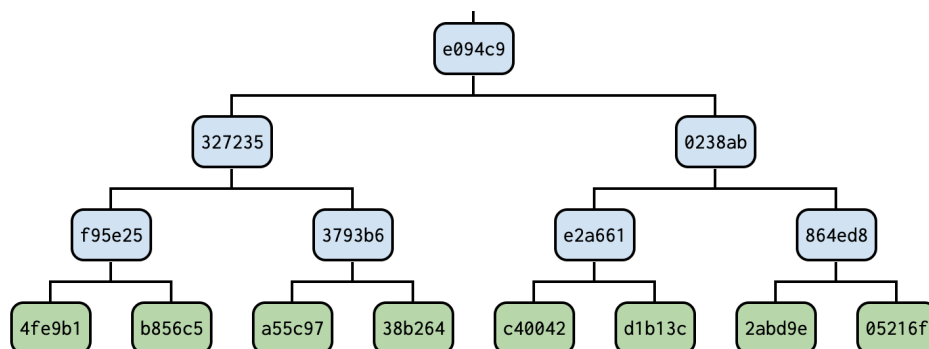 e094c9
327235 0238ab
f95e25 3793b6 e2a661 864ed8
4fe9b1 b856c5 a55c97 38b264 c40042 d1b13c 2abd9e 05216f